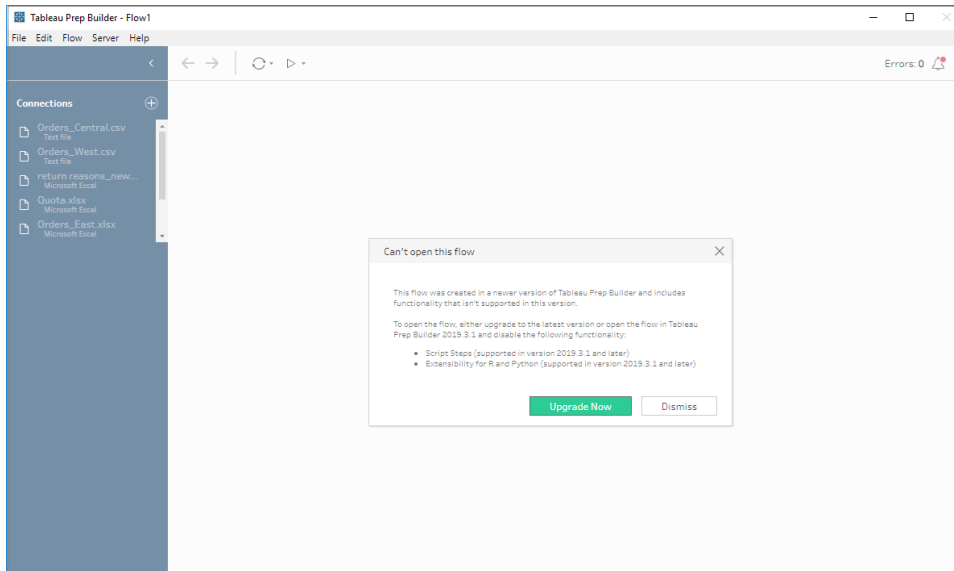 Tableau Prep Builder - Flow1
File Edit Flow Server Help
Errors: 0
Connections
Orders_Central.csv
Text file
Orders_West.csv
Text file
return reasons_new...
Microsoft Excel
Quota.xlsx
Microsoft Excel
Orders_East.xlsx
Microsoft Excel
Can't open this flow
This flow was created in a newer version of Tableau Prep Builder and includes
functionality that isn't supported in this version.
To open the flow, either upgrade to the latest version or open the flow in Tableau
Prep Builder 2019.3.1 and disable the following functionality:
• Script Steps (supported in version 2019.3.1 and later)
• Extensibility for R and Python (supported in version 2019.3.1 and later)
Upgrade Now Dismiss